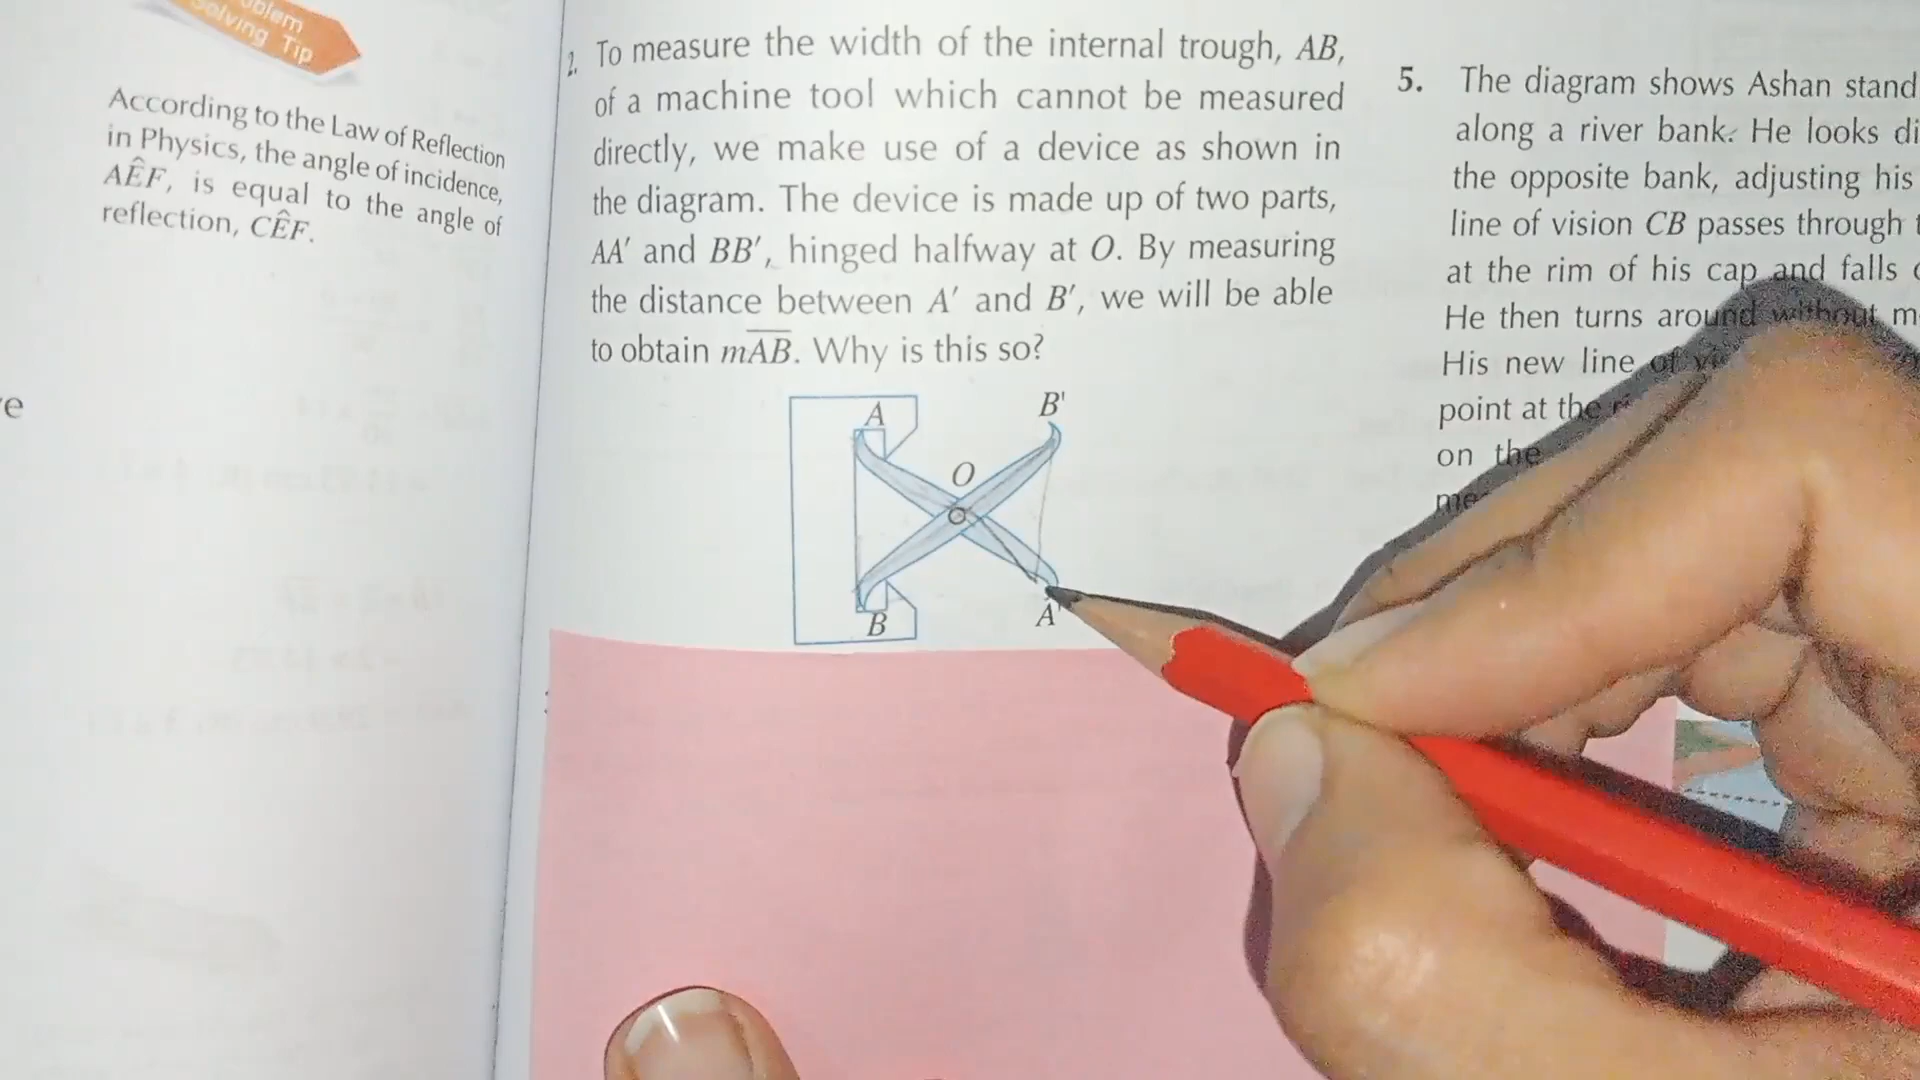 Solving Tip
According to the Law of Reflection
in Physics, the angle of incidence,
AÊF, is equal to the angle of
reflection, CÊF.
2. To measure the width of the internal trough, AB,
of a machine tool which cannot be measured
directly, we make use of a device as shown in
the diagram. The device is made up of two parts,
AA′ and BB′, hinged halfway at O. By measuring
the distance between A′ and B′, we will be able
to obtain mA̅B̅. Why is this so?
A
B'
O
B
A'
5. The diagram shows Ashan stand
along a river bank. He looks di
the opposite bank, adjusting his
line of vision CB passes through
at the rim of his cap and falls
He then turns around without m
His new line of
point at the
on the